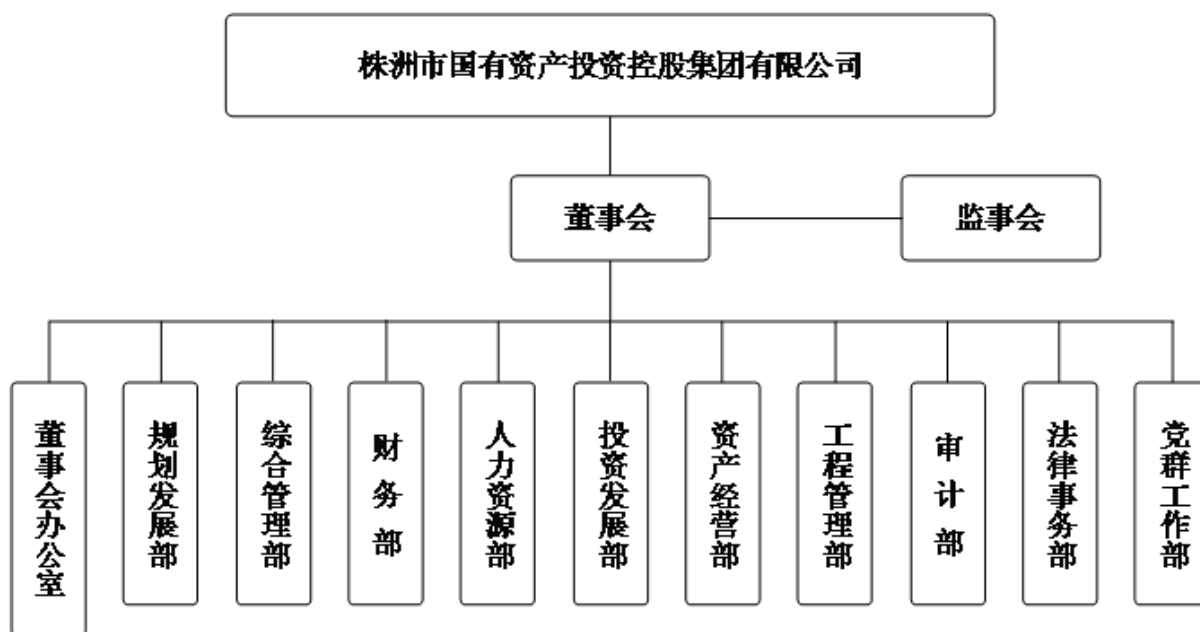 株洲市国有资产投资控股集团有限公司
董事会
监事会
董事会办公室
规划发展部
综合管理部
财务部
人力资源部
投资发展部
资产经营部
工程管理部
审计部
法律事务部
党群工作部